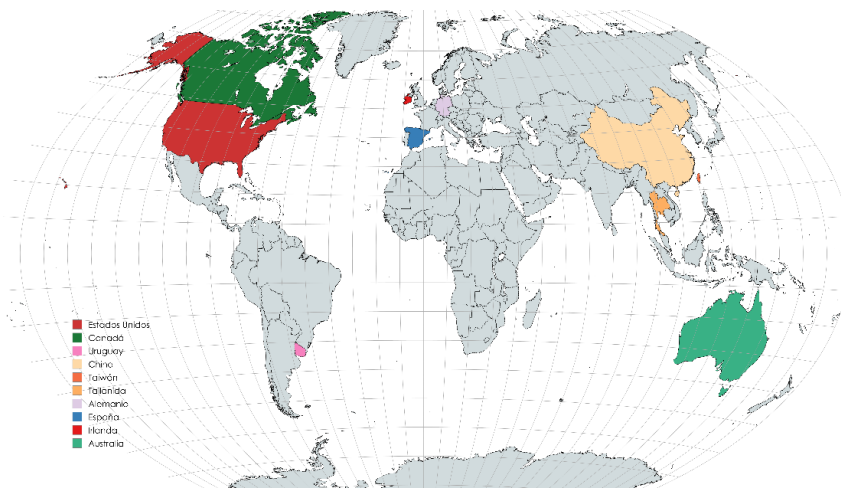 Estados Unidos
Canadá
Uruguay
China
Taiwán
Tailandia
Alemania
España
Irlanda
Australia